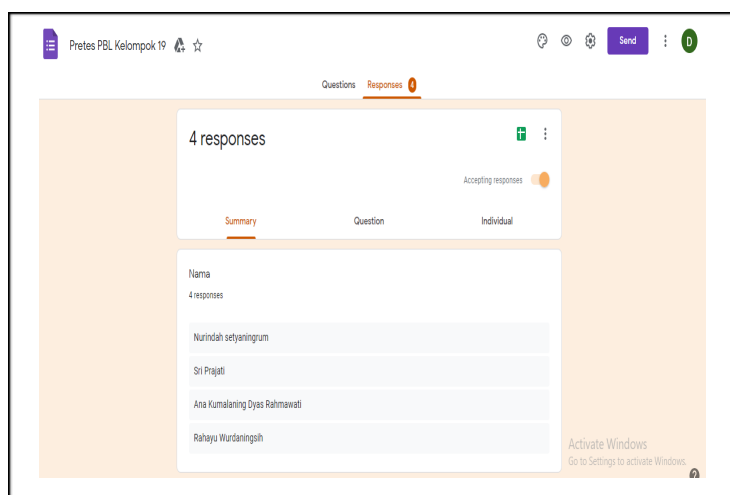 Pretes PBL Kelompok 19
Send
D
Questions Responses 4
4 responses
Accepting responses
Summary Question Individual
Nama
4 responses
Nurindah setyaningrum
Sri Prajati
Ana Kumalaning Dyas Rahmawati
Rahayu Wurdaningsih
Activate Windows
Go to Settings to activate Windows.
?